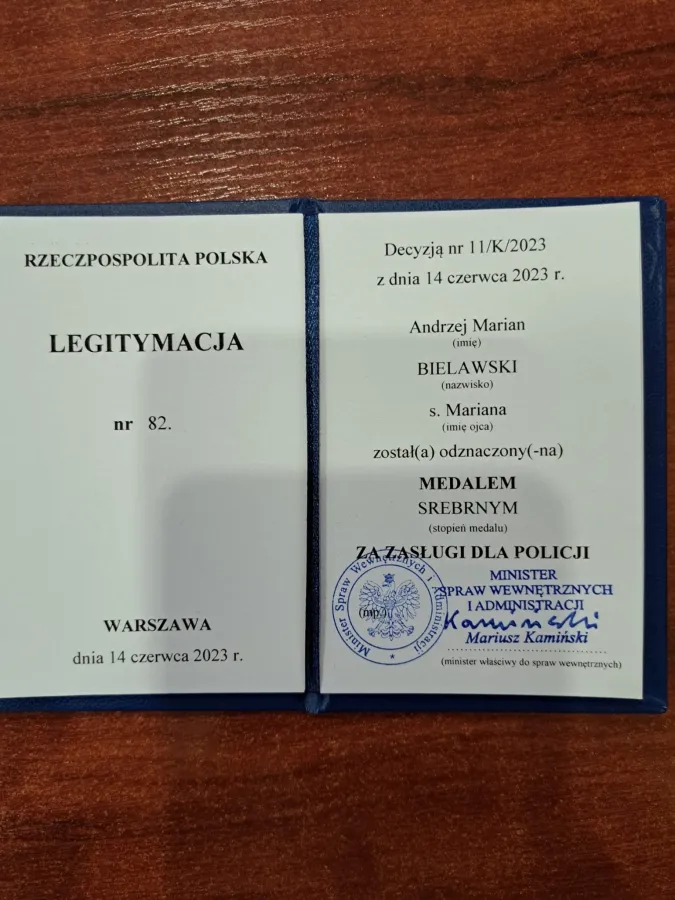 RZECZPOSPOLITA POLSKA
LEGITYMACJA
nr 82.
WARSZAWA
dnia 14 czerwca 2023 r.
Decyzją nr 11/K/2023
z dnia 14 czerwca 2023 r.
Andrzej Marian
(imię)
BIELAWSKI
(nazwisko)
s. Mariana
(imię ojca)
został(a) odznaczony(-na)
MEDALEM
SREBRNYM
(stopień medalu)
ZA ZASŁUGI DLA POLICJI
Minister Spraw Wewnętrznych i Administracji
(mp.)
MINISTER
SPRAW WEWNĘTRZNYCH
I ADMINISTRACJI
Kamiński
Mariusz Kamiński
(minister właściwy do spraw wewnętrznych)